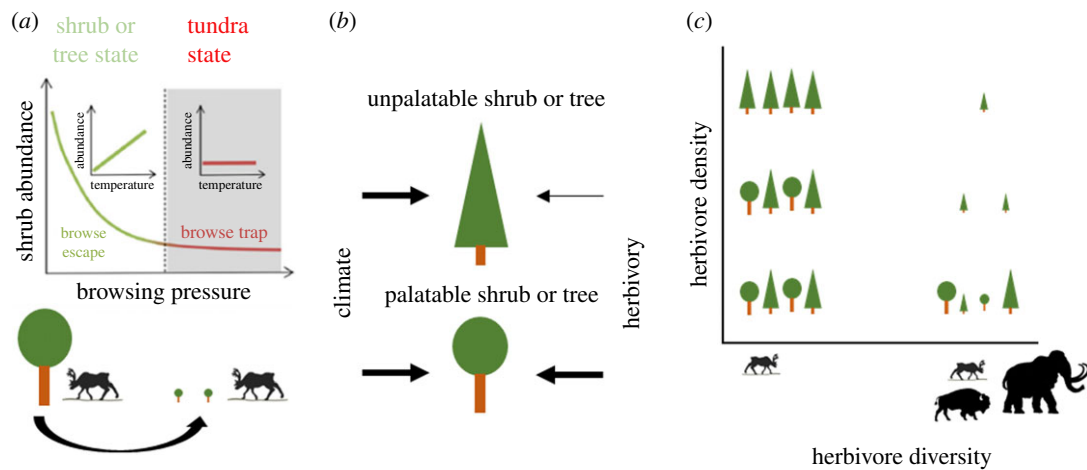 (a)
shrub or
tree state
tundra
state
shrub abundance
abundance
temperature
abundance
temperature
browse
escape
browse trap
browsing pressure
(b)
unpalatable shrub or tree
climate
herbivory
palatable shrub or tree
(c)
herbivore density
herbivore diversity